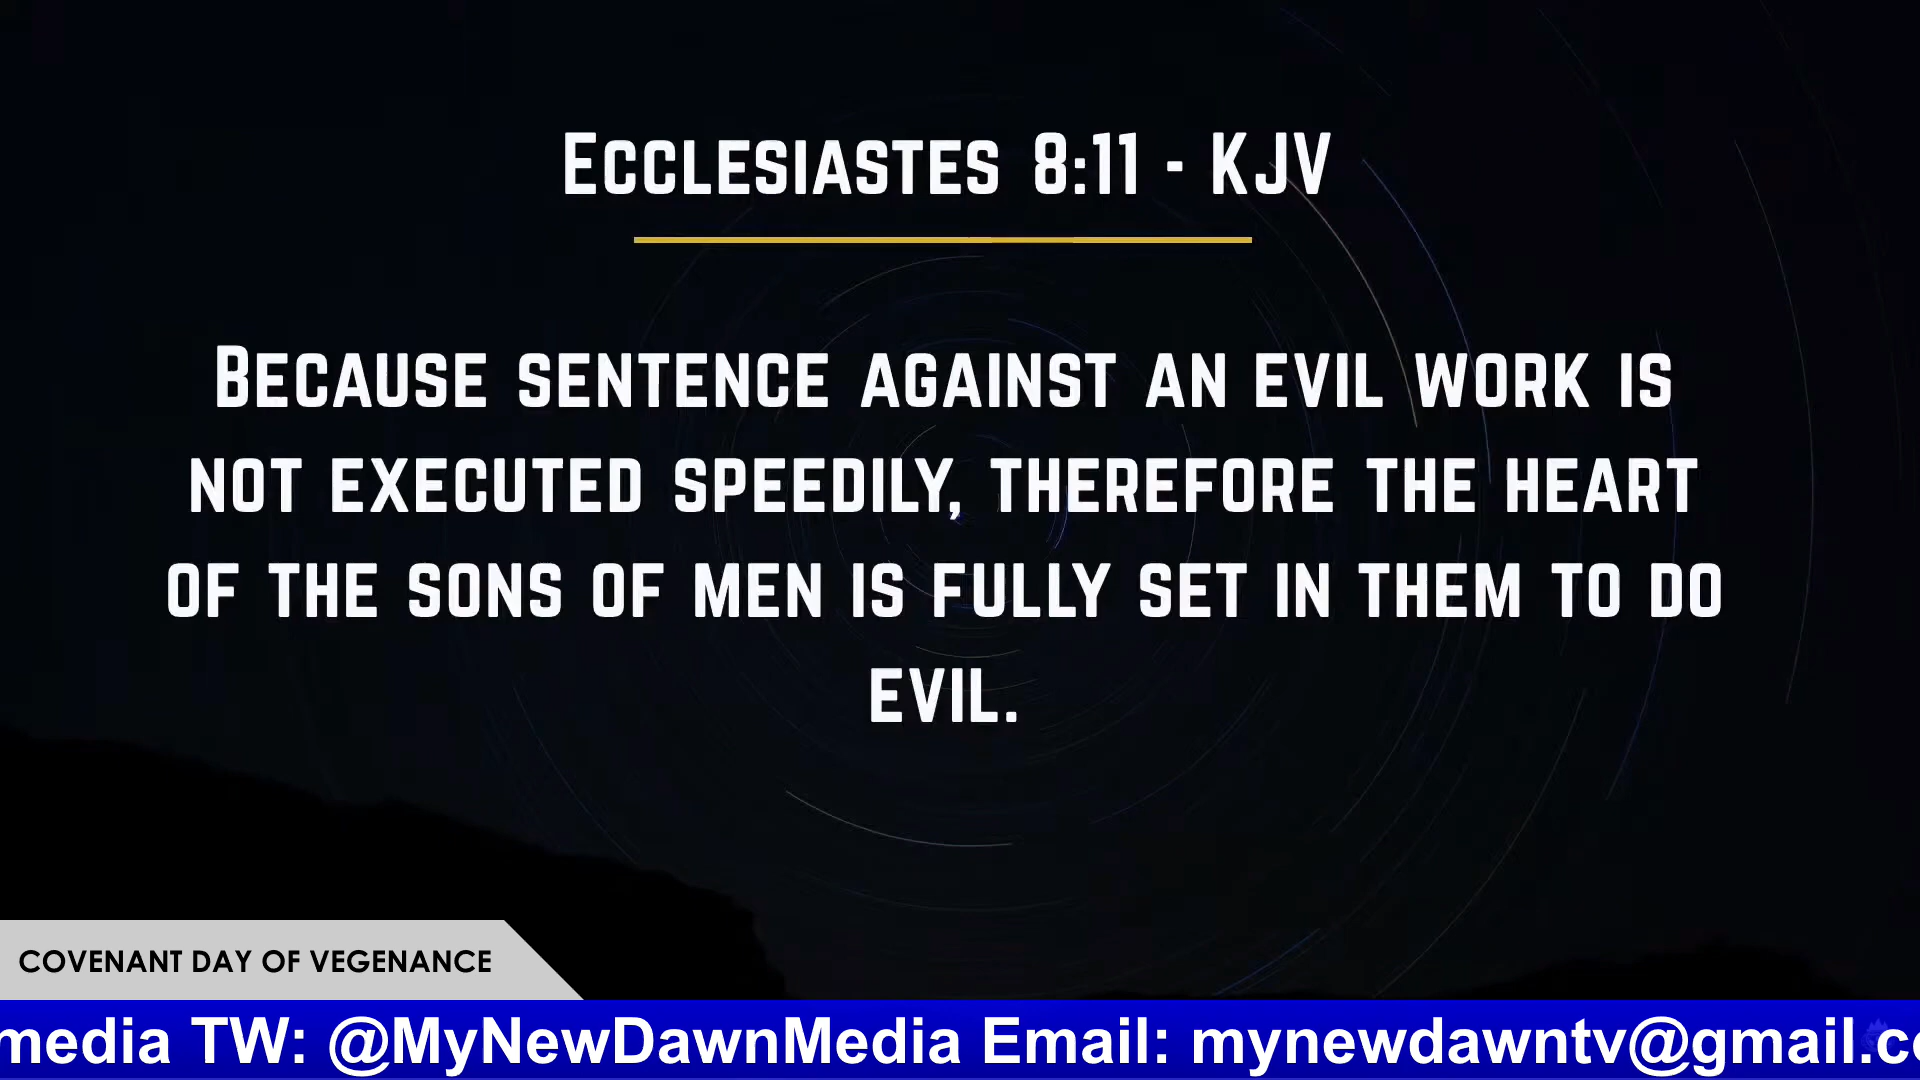 Ecclesiastes 8:11 - KJV
Because sentence against an evil work is
not executed speedily, therefore the heart
of the sons of men is fully set in them to do
evil.
COVENANT DAY OF VEGENANCE
media TW: @MyNewDawnMedia Email: mynewdawntv@gmail.c